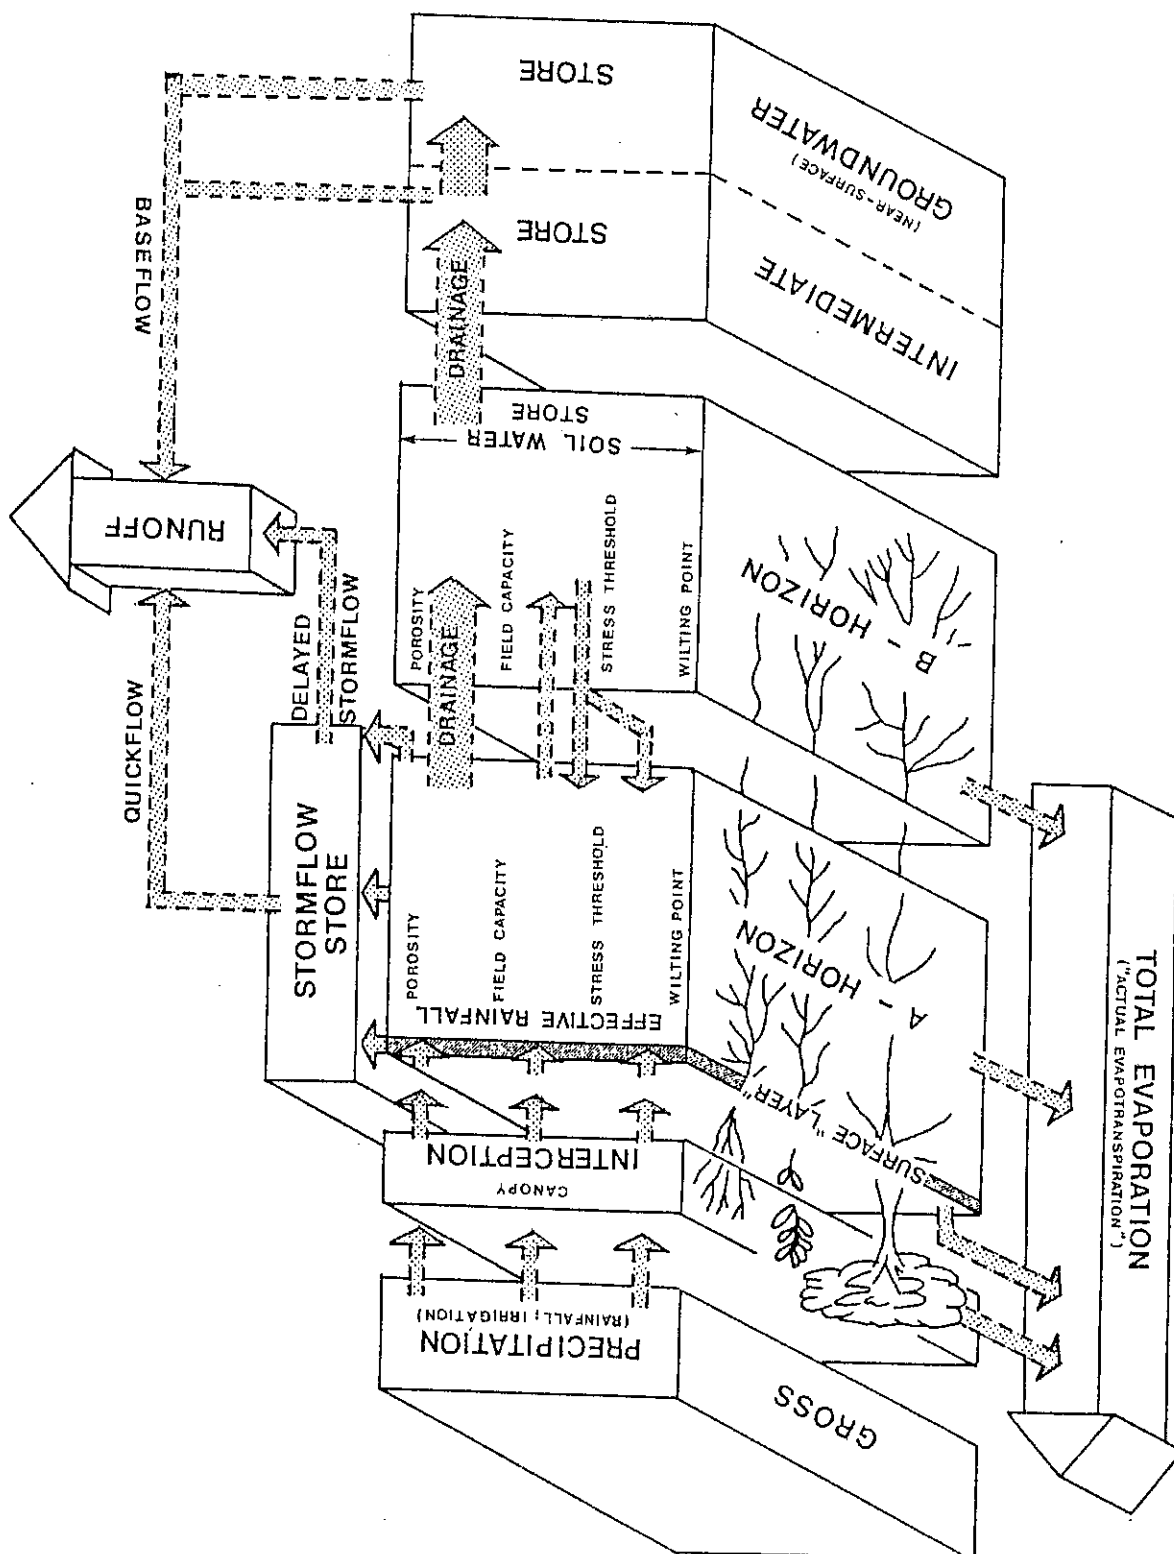 GROSS
PRECIPITATION
(RAINFALL; IRRIGATION)
CANOPY
INTERCEPTION
"SURFACE "LAYER"
EFFECTIVE RAINFALL
POROSITY
FIELD CAPACITY
STRESS THRESHOLD
WILTING POINT
A - HORIZON
STORMFLOW
STORE
QUICKFLOW
DELAYED
STORMFLOW
RUNOFF
BASEFLOW
DRAINAGE
POROSITY
FIELD CAPACITY
STRESS THRESHOLD
WILTING POINT
SOIL WATER
STORE
B - HORIZON
DRAINAGE
INTERMEDIATE
STORE
(NEAR-SURFACE)
GROUNDWATER
STORE
TOTAL EVAPORATION
("ACTUAL EVAPOTRANSPIRATION")